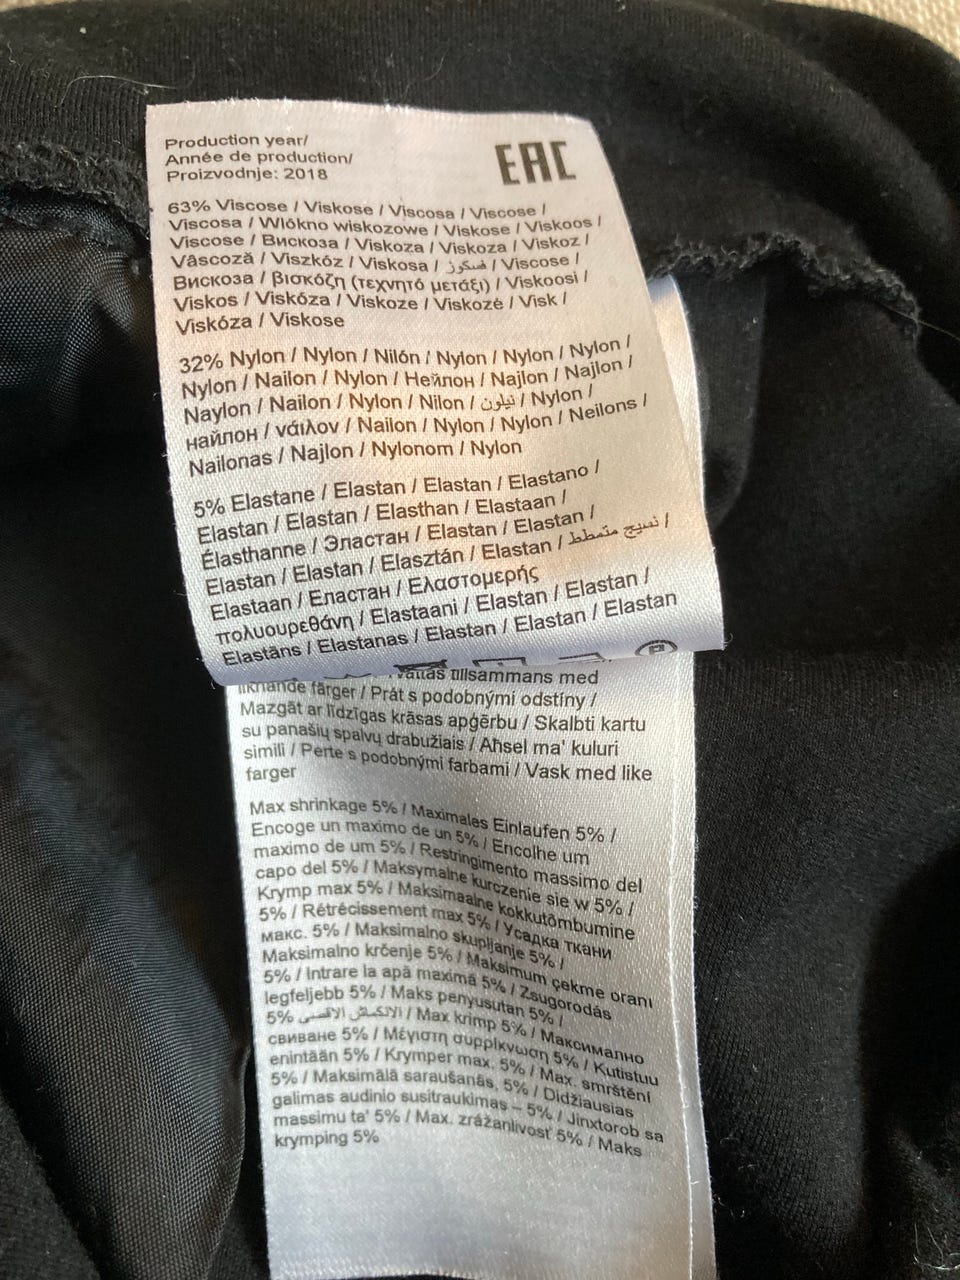 Production year/
Année de production/
Proizvodnje: 2018
EAC
63% Viscose / Viskose / Viscosa / Viscose /
Viscosa / Wlókno wiskozowe / Viskose / Viskoos /
Viscose / Вискоза / Viskoza / Viskoza / Viskoz /
Vâscoză / Viszkóz / Viskosa / فسكوز / Viscose /
Вискоза / βισκόζη (τεχνητό μετάξι) / Viskoosi /
Viskos / Viskóza / Viskoze / Viskozė / Visk /
Viskóza / Viskose
32% Nylon / Nylon / Nilón / Nylon / Nylon / Nylon /
Nylon / Nailon / Nylon / Нейлон / Najlon / Najlon /
Naylon / Nailon / Nylon / Nilon / نيلون / Nylon /
найлон / νάιλον / Nailon / Nylon / Nylon / Neilons /
Nailonas / Najlon / Nylonom / Nylon
5% Elastane / Elastan / Elastan / Elastano /
Elastan / Elastan / Elasthan / Elastaan /
Élasthanne / Эластан / Elastan / Elastan /
Elastan / Elastan / Elasztán / Elastan / نسيج متمطط /
Elastaan / Еластан / Ελαστομερής
πολυουρεθάνη / Elastaani / Elastan / Elastan /
Elastāns / Elastanas / Elastan / Elastan / Elastan
tillsammans med
liknande färger / Prát s podobnými odstíny /
Mazgāt ar līdzīgas krāsas apģērbu / Skalbti kartu
su panašių spalvų drabužiais / Aħsel ma' kuluri
simili / Perte s podobnými farbami / Vask med like
farger
Max shrinkage 5% / Maximales Einlaufen 5% /
Encoge un maximo de un 5% / Encolhe um
maximo de um 5% / Restringimento massimo del
capo del 5% / Maksymalne kurczenie sie w 5% /
Krymp max 5% / Maksimaalne kokkutõmbumine
5% / Rétrécissement max 5% / Усадка ткани
макс. 5% / Maksimalno skupljanje 5% /
Maksimalno krčenje 5% / Maksimum çekme oranı
5% / Intrare la apă maximă 5% / Zsugorodás
legfeljebb 5% / Maks penyusutan 5% /
5% الانكماش الاقصى / Max krimp 5% / Максимално
свиване 5% / Μέγιστη συρρίκνωση 5% / Kutistuu
enintään 5% / Krymper max. 5% / Max. smrštění
5% / Maksimālā saraušanās, 5% / Didžiausias
galimas audinio susitraukimas – 5% / Jinxtorob sa
massimu ta' 5% / Max. zrážanlivosť 5% / Maks
krymping 5%